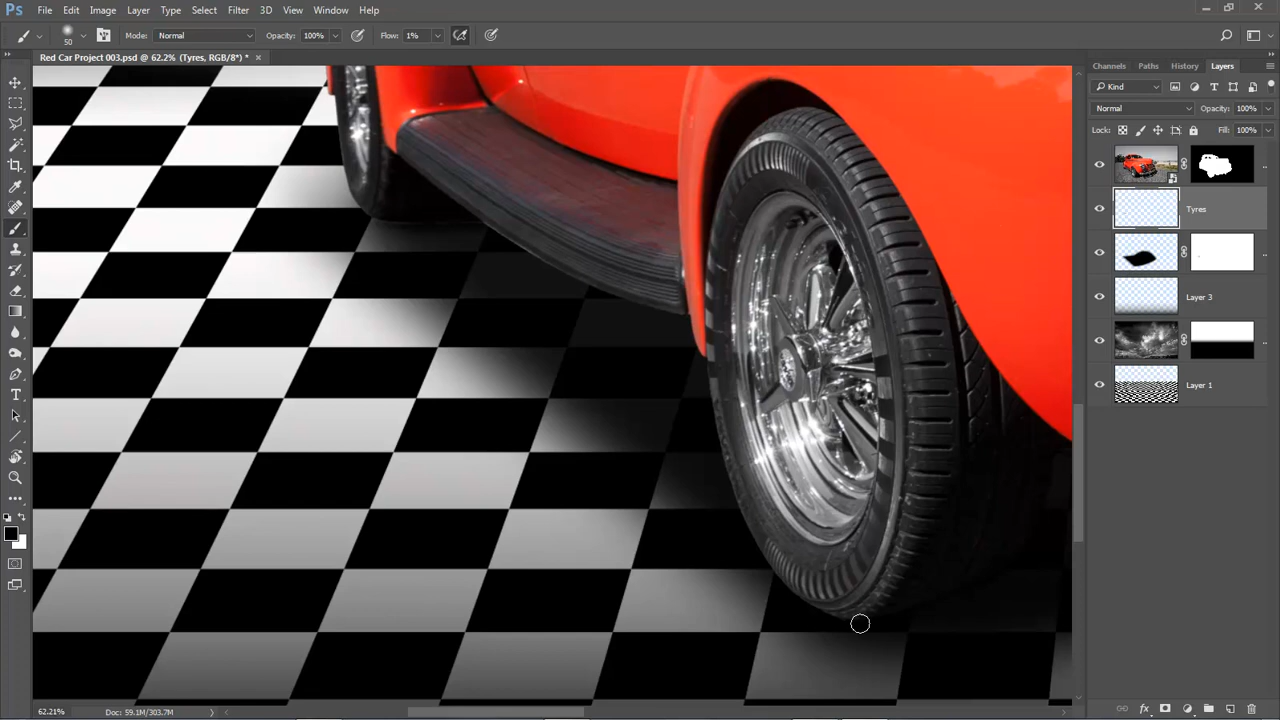 Ps File Edit Image Layer Type Select Filter 3D View Window Help
50 Mode: Normal Opacity: 100% Flow: 1%
Red Car Project 003.psd @ 62.2% (Tyres, RGB/8*) * ×
Channels Paths History Layers
Kind
Normal Opacity: 100%
Lock: Fill: 100%
Tyres
Layer 3
Layer 1
62.21% Doc: 59.1M/303.7M
fx